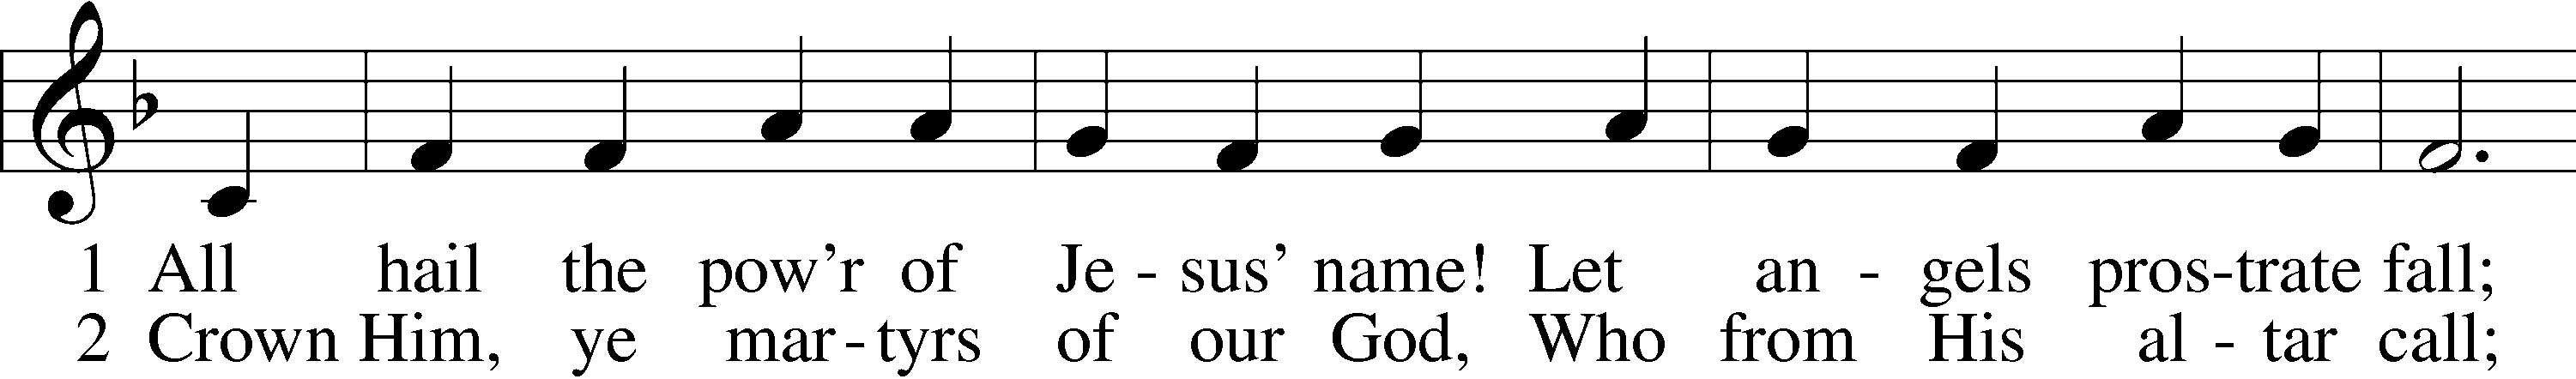 1 All hail the pow'r of Je - sus' name! Let an - gels pros-trate fall;
2 Crown Him, ye mar-tyrs of our God, Who from His al - tar call;